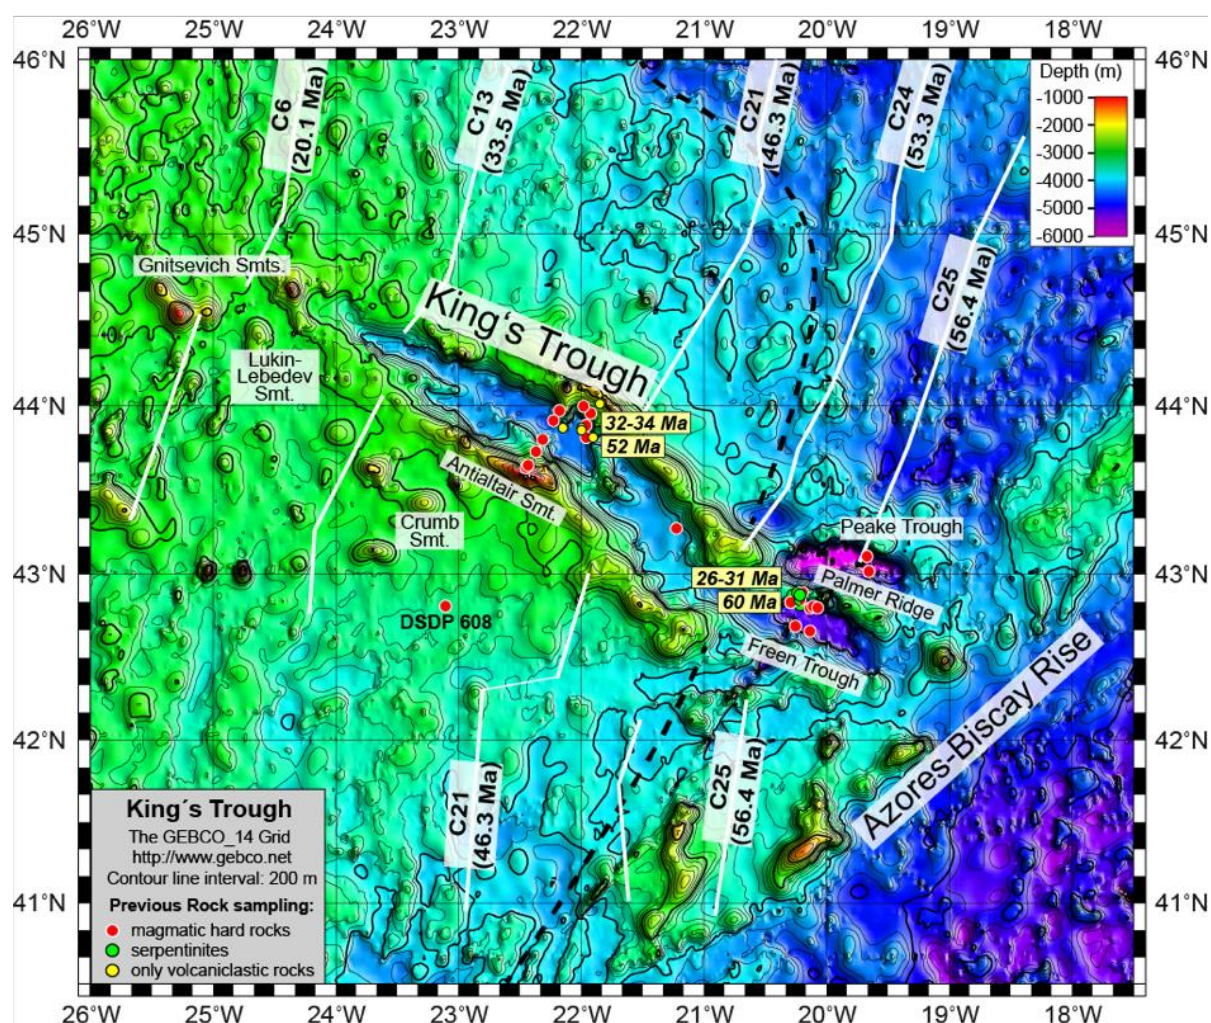 26°W 25°W 24°W 23°W 22°W 21°W 20°W 19°W 18°W
46°N
46°N
C6
(20.1 Ma)
C13
(33.5 Ma)
C21
(46.3 Ma)
C24
(53.3 Ma)
Depth (m)
-1000
-2000
-3000
-4000
-5000
-6000
45°N
45°N
Gnitsevich Smts.
C25
(56.4 Ma)
King's Trough
Lukin-
Lebedev
Smt.
44°N
44°N
32-34 Ma
52 Ma
Antialtair Smt.
Crumb
Smt.
Peake Trough
43°N
43°N
26-31 Ma
60 Ma
Palmer Ridge
DSDP 608
Freen Trough
Azores-Biscay Rise
42°N
42°N
C21
(46.3 Ma)
C25
(56.4 Ma)
King´s Trough
The GEBCO_14 Grid
http://www.gebco.net
Contour line interval: 200 m
Previous Rock sampling:
magmatic hard rocks
serpentinites
only volcaniclastic rocks
41°N
41°N
26°W 25°W 24°W 23°W 22°W 21°W 20°W 19°W 18°W